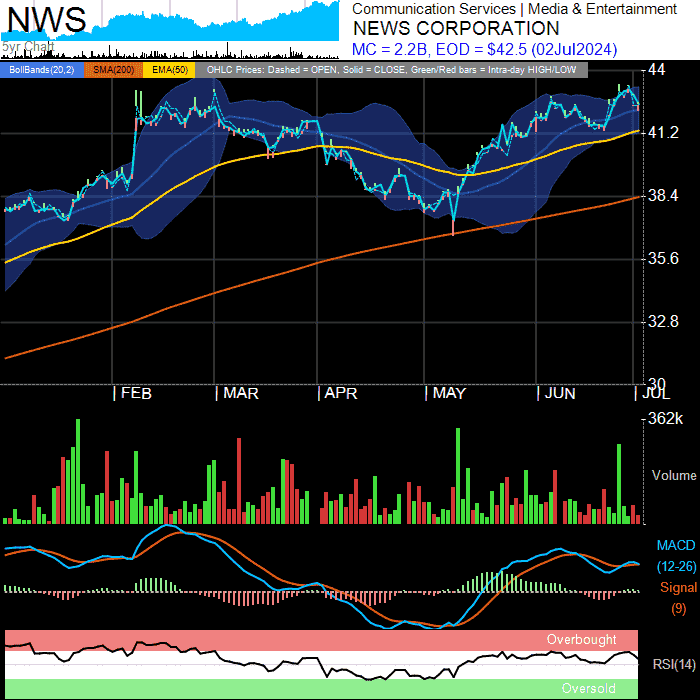 NWS
5yr Chart
Communication Services | Media & Entertainment
NEWS CORPORATION
MC = 2.2B, EOD = $42.5 (02Jul2024)
BollBands(20,2) SMA(200) EMA(50) OHLC Prices: Dashed = OPEN, Solid = CLOSE, Green/Red bars = Intra-day HIGH/LOW
44
41.2
38.4
35.6
32.8
30
FEB MAR APR MAY JUN JUL
362k
Volume
MACD
(12-26)
Signal
(9)
Overbought
RSI(14)
Oversold